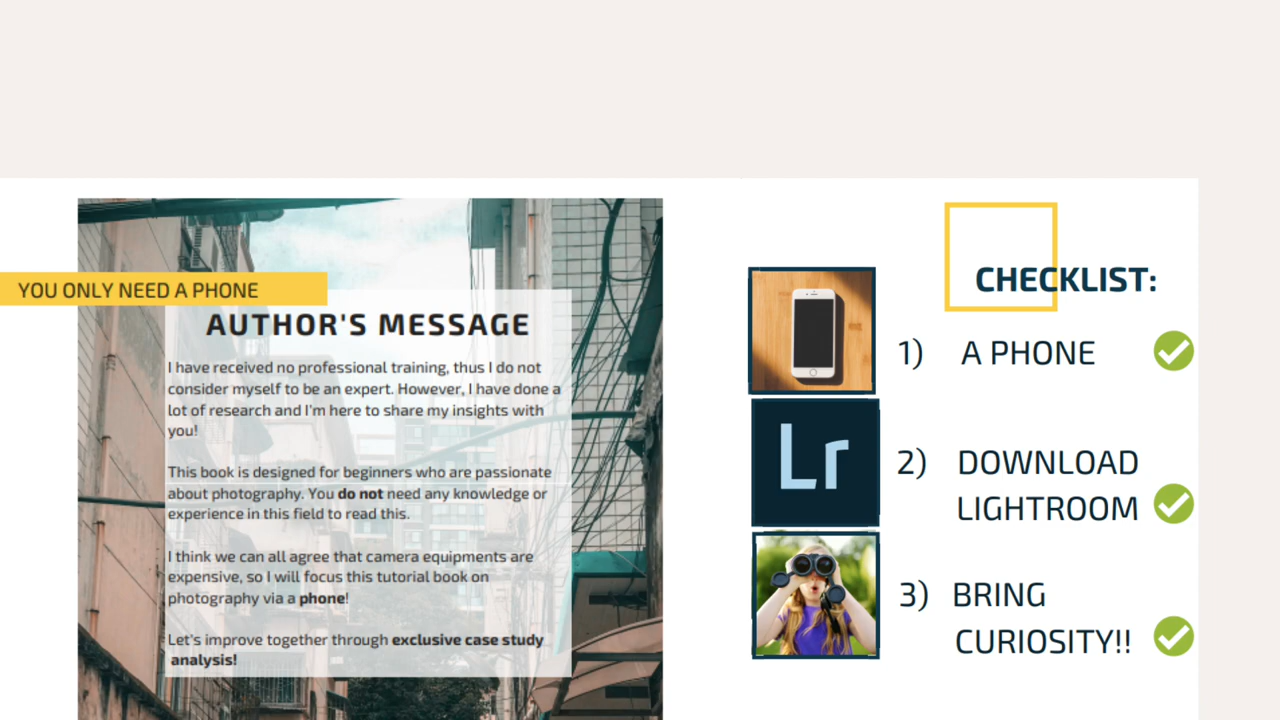 YOU ONLY NEED A PHONE
AUTHOR'S MESSAGE
I have received no professional training, thus I do not
consider myself to be an expert. However, I have done a
lot of research and I'm here to share my insights with
you!
This book is designed for beginners who are passionate
about photography. You do not need any knowledge or
experience in this field to read this.
I think we can all agree that camera equipments are
expensive, so I will focus this tutorial book on
photography via a phone!
Let's improve together through exclusive case study
analysis!
CHECKLIST:
1) A PHONE
Lr
2) DOWNLOAD
LIGHTROOM
3) BRING
CURIOSITY!!